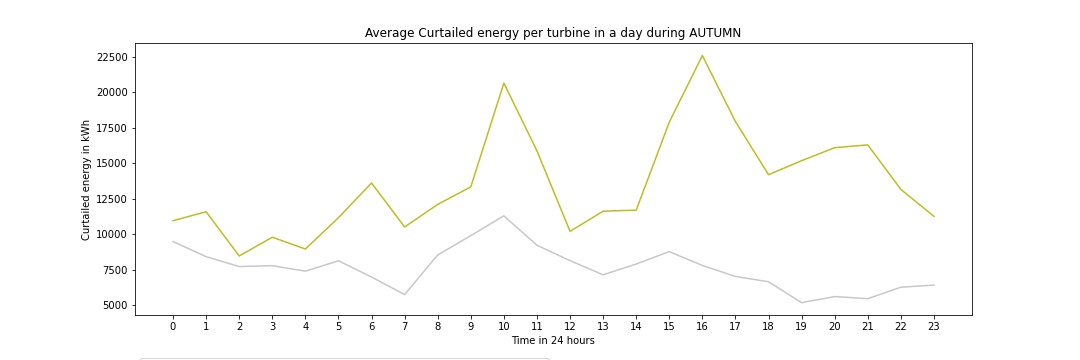 Average Curtailed energy per turbine in a day during AUTUMN
22500
20000
17500
15000
12500
10000
7500
5000
Curtailed energy in kWh
0 1 2 3 4 5 6 7 8 9 10 11 12 13 14 15 16 17 18 19 20 21 22 23
Time in 24 hours